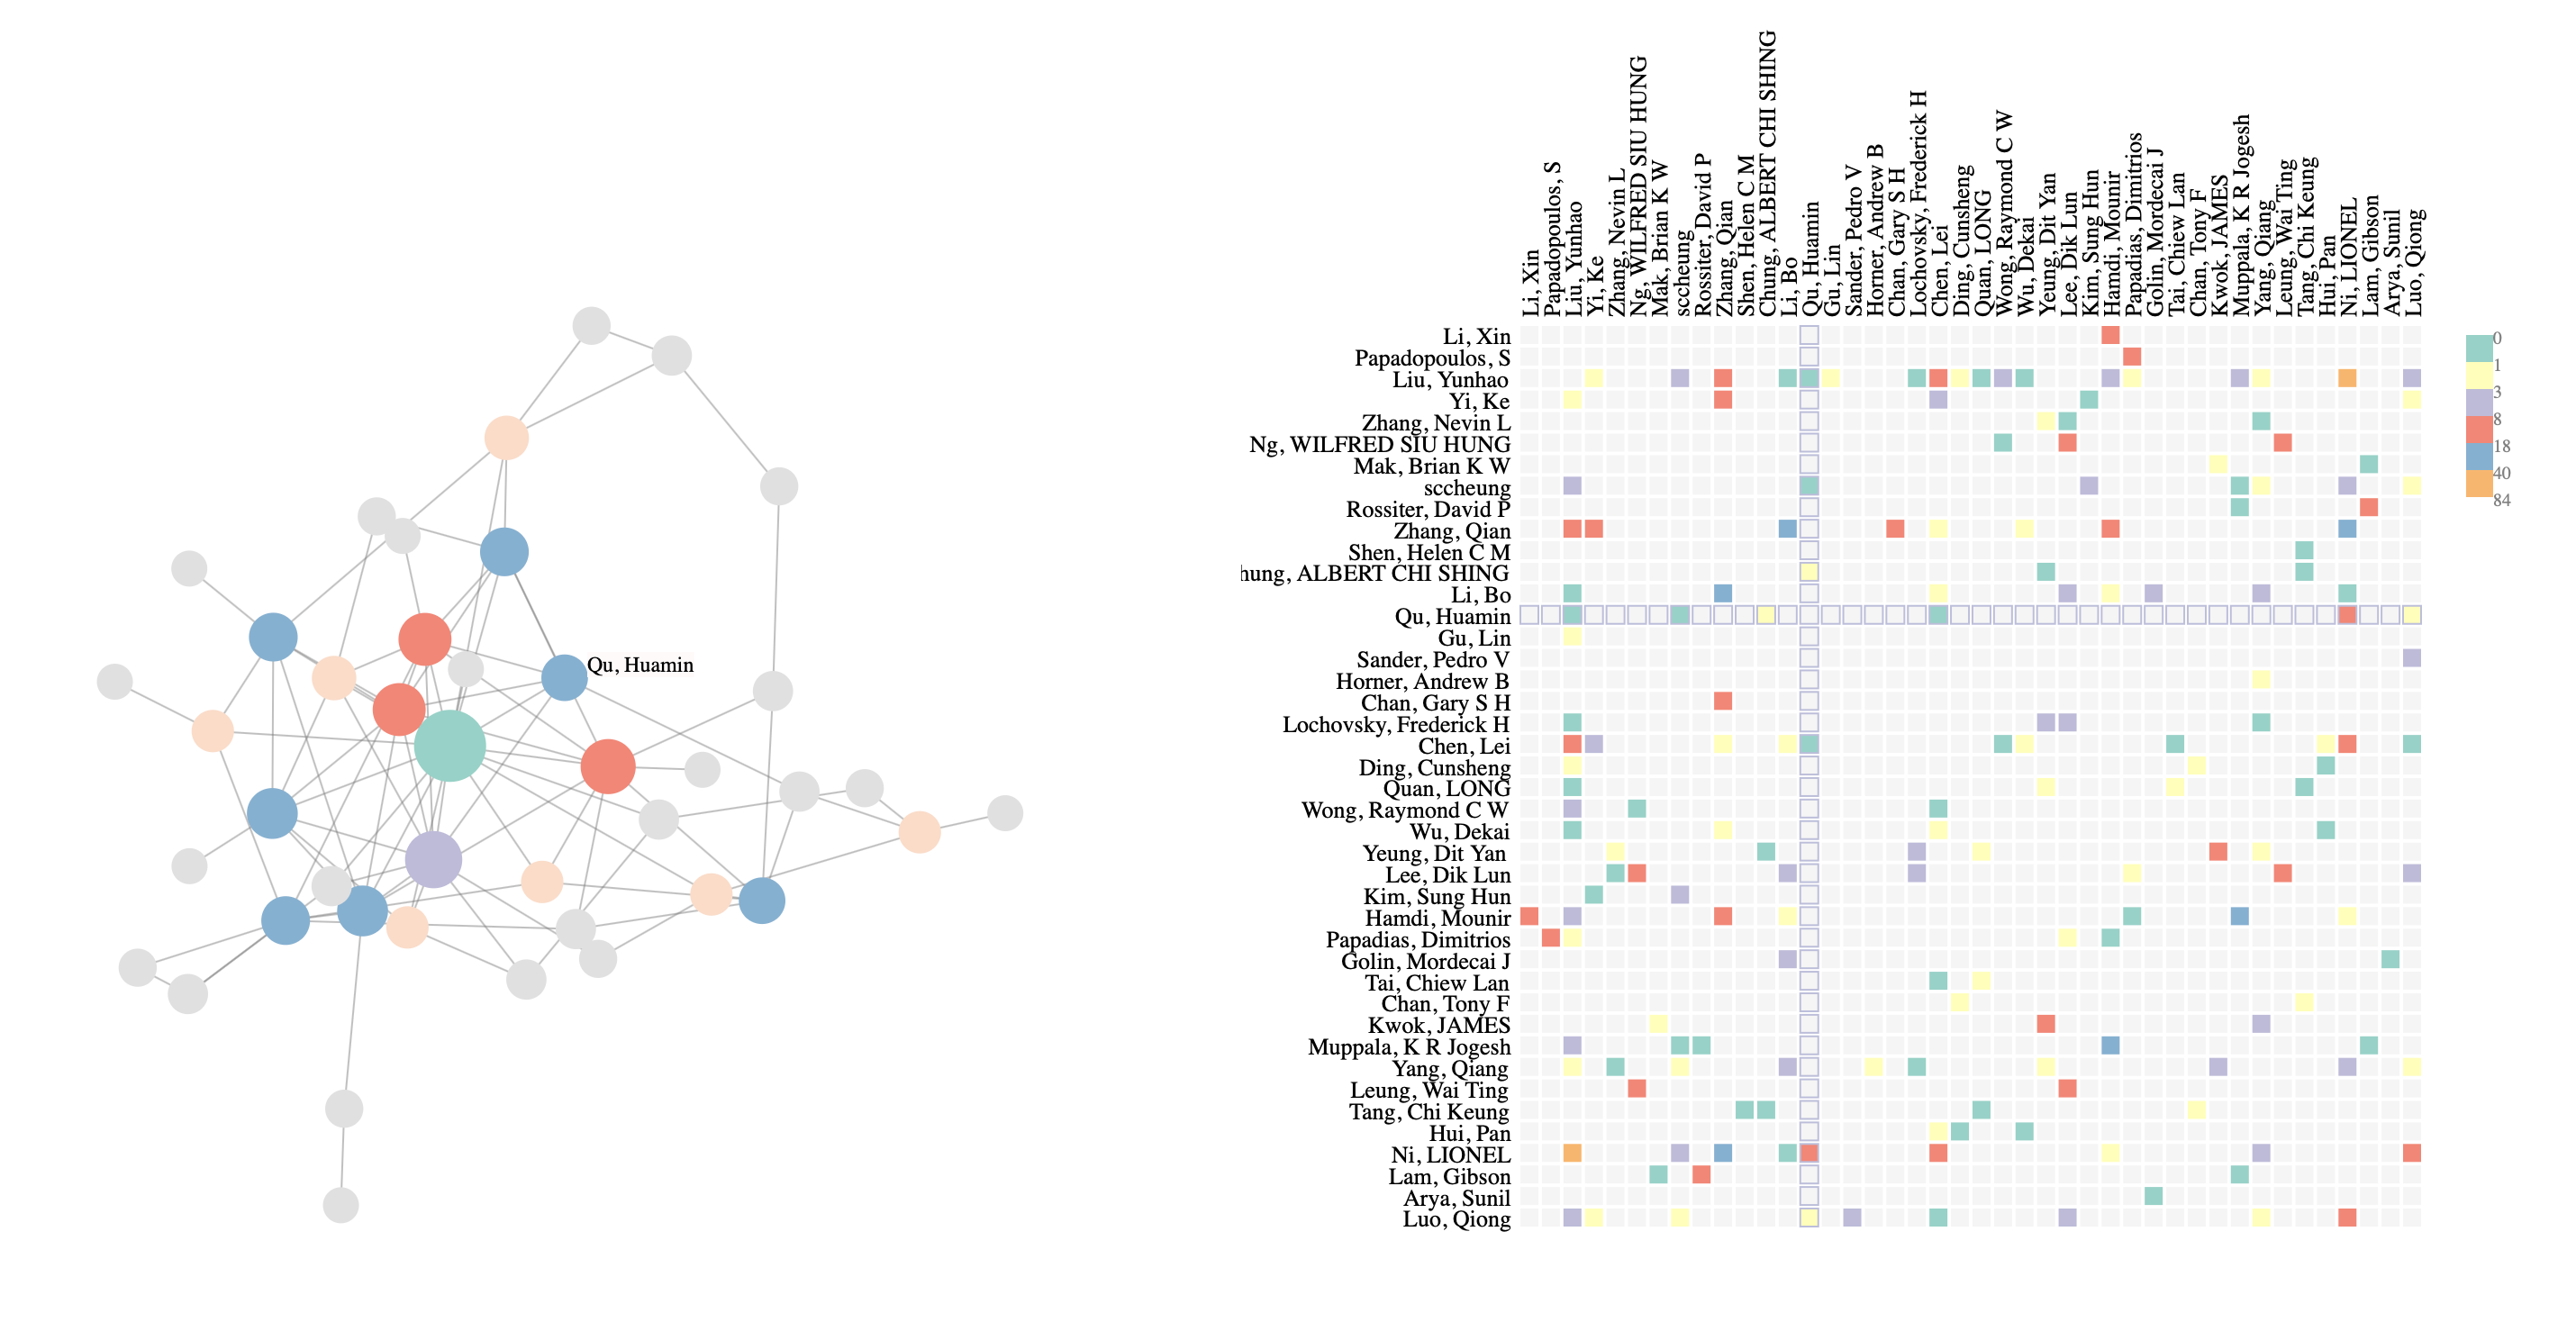 Qu, Huamin
Li, Xin
Papadopoulos, S
Liu, Yunhao
Yi, Ke
Zhang, Nevin L
Ng, WILFRED SIU HUNG
Mak, Brian K W
sccheung
Rossiter, David P
Zhang, Qian
Shen, Helen C M
Chung, ALBERT CHI SHING
Li, Bo
Qu, Huamin
Gu, Lin
Sander, Pedro V
Horner, Andrew B
Chan, Gary S H
Lochovsky, Frederick H
Chen, Lei
Ding, Cunsheng
Quan, LONG
Wong, Raymond C W
Wu, Dekai
Yeung, Dit Yan
Lee, Dik Lun
Kim, Sung Hun
Hamdi, Mounir
Papadias, Dimitrios
Golin, Mordecai J
Tai, Chiew Lan
Chan, Tony F
Kwok, JAMES
Muppala, K R Jogesh
Yang, Qiang
Leung, Wai Ting
Tang, Chi Keung
Hui, Pan
Ni, LIONEL
Lam, Gibson
Arya, Sunil
Luo, Qiong
Li, Xin
Papadopoulos, S
Liu, Yunhao
Yi, Ke
Zhang, Nevin L
Ng, WILFRED SIU HUNG
Mak, Brian K W
sccheung
Rossiter, David P
Zhang, Qian
Shen, Helen C M
hung, ALBERT CHI SHING
Li, Bo
Qu, Huamin
Gu, Lin
Sander, Pedro V
Horner, Andrew B
Chan, Gary S H
Lochovsky, Frederick H
Chen, Lei
Ding, Cunsheng
Quan, LONG
Wong, Raymond C W
Wu, Dekai
Yeung, Dit Yan
Lee, Dik Lun
Kim, Sung Hun
Hamdi, Mounir
Papadias, Dimitrios
Golin, Mordecai J
Tai, Chiew Lan
Chan, Tony F
Kwok, JAMES
Muppala, K R Jogesh
Yang, Qiang
Leung, Wai Ting
Tang, Chi Keung
Hui, Pan
Ni, LIONEL
Lam, Gibson
Arya, Sunil
Luo, Qiong
0
1
3
8
18
40
84